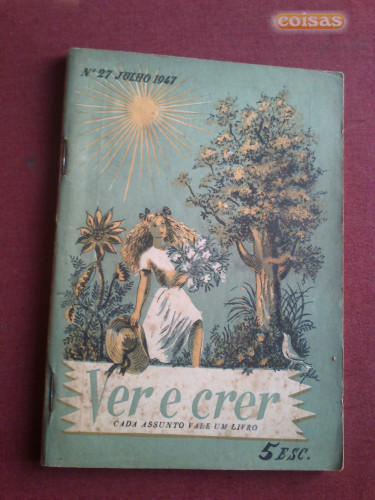 coisas
Nº 27 JULHO 1947
Ver e crer
CADA ASSUNTO VALE UM LIVRO
5 ESC.